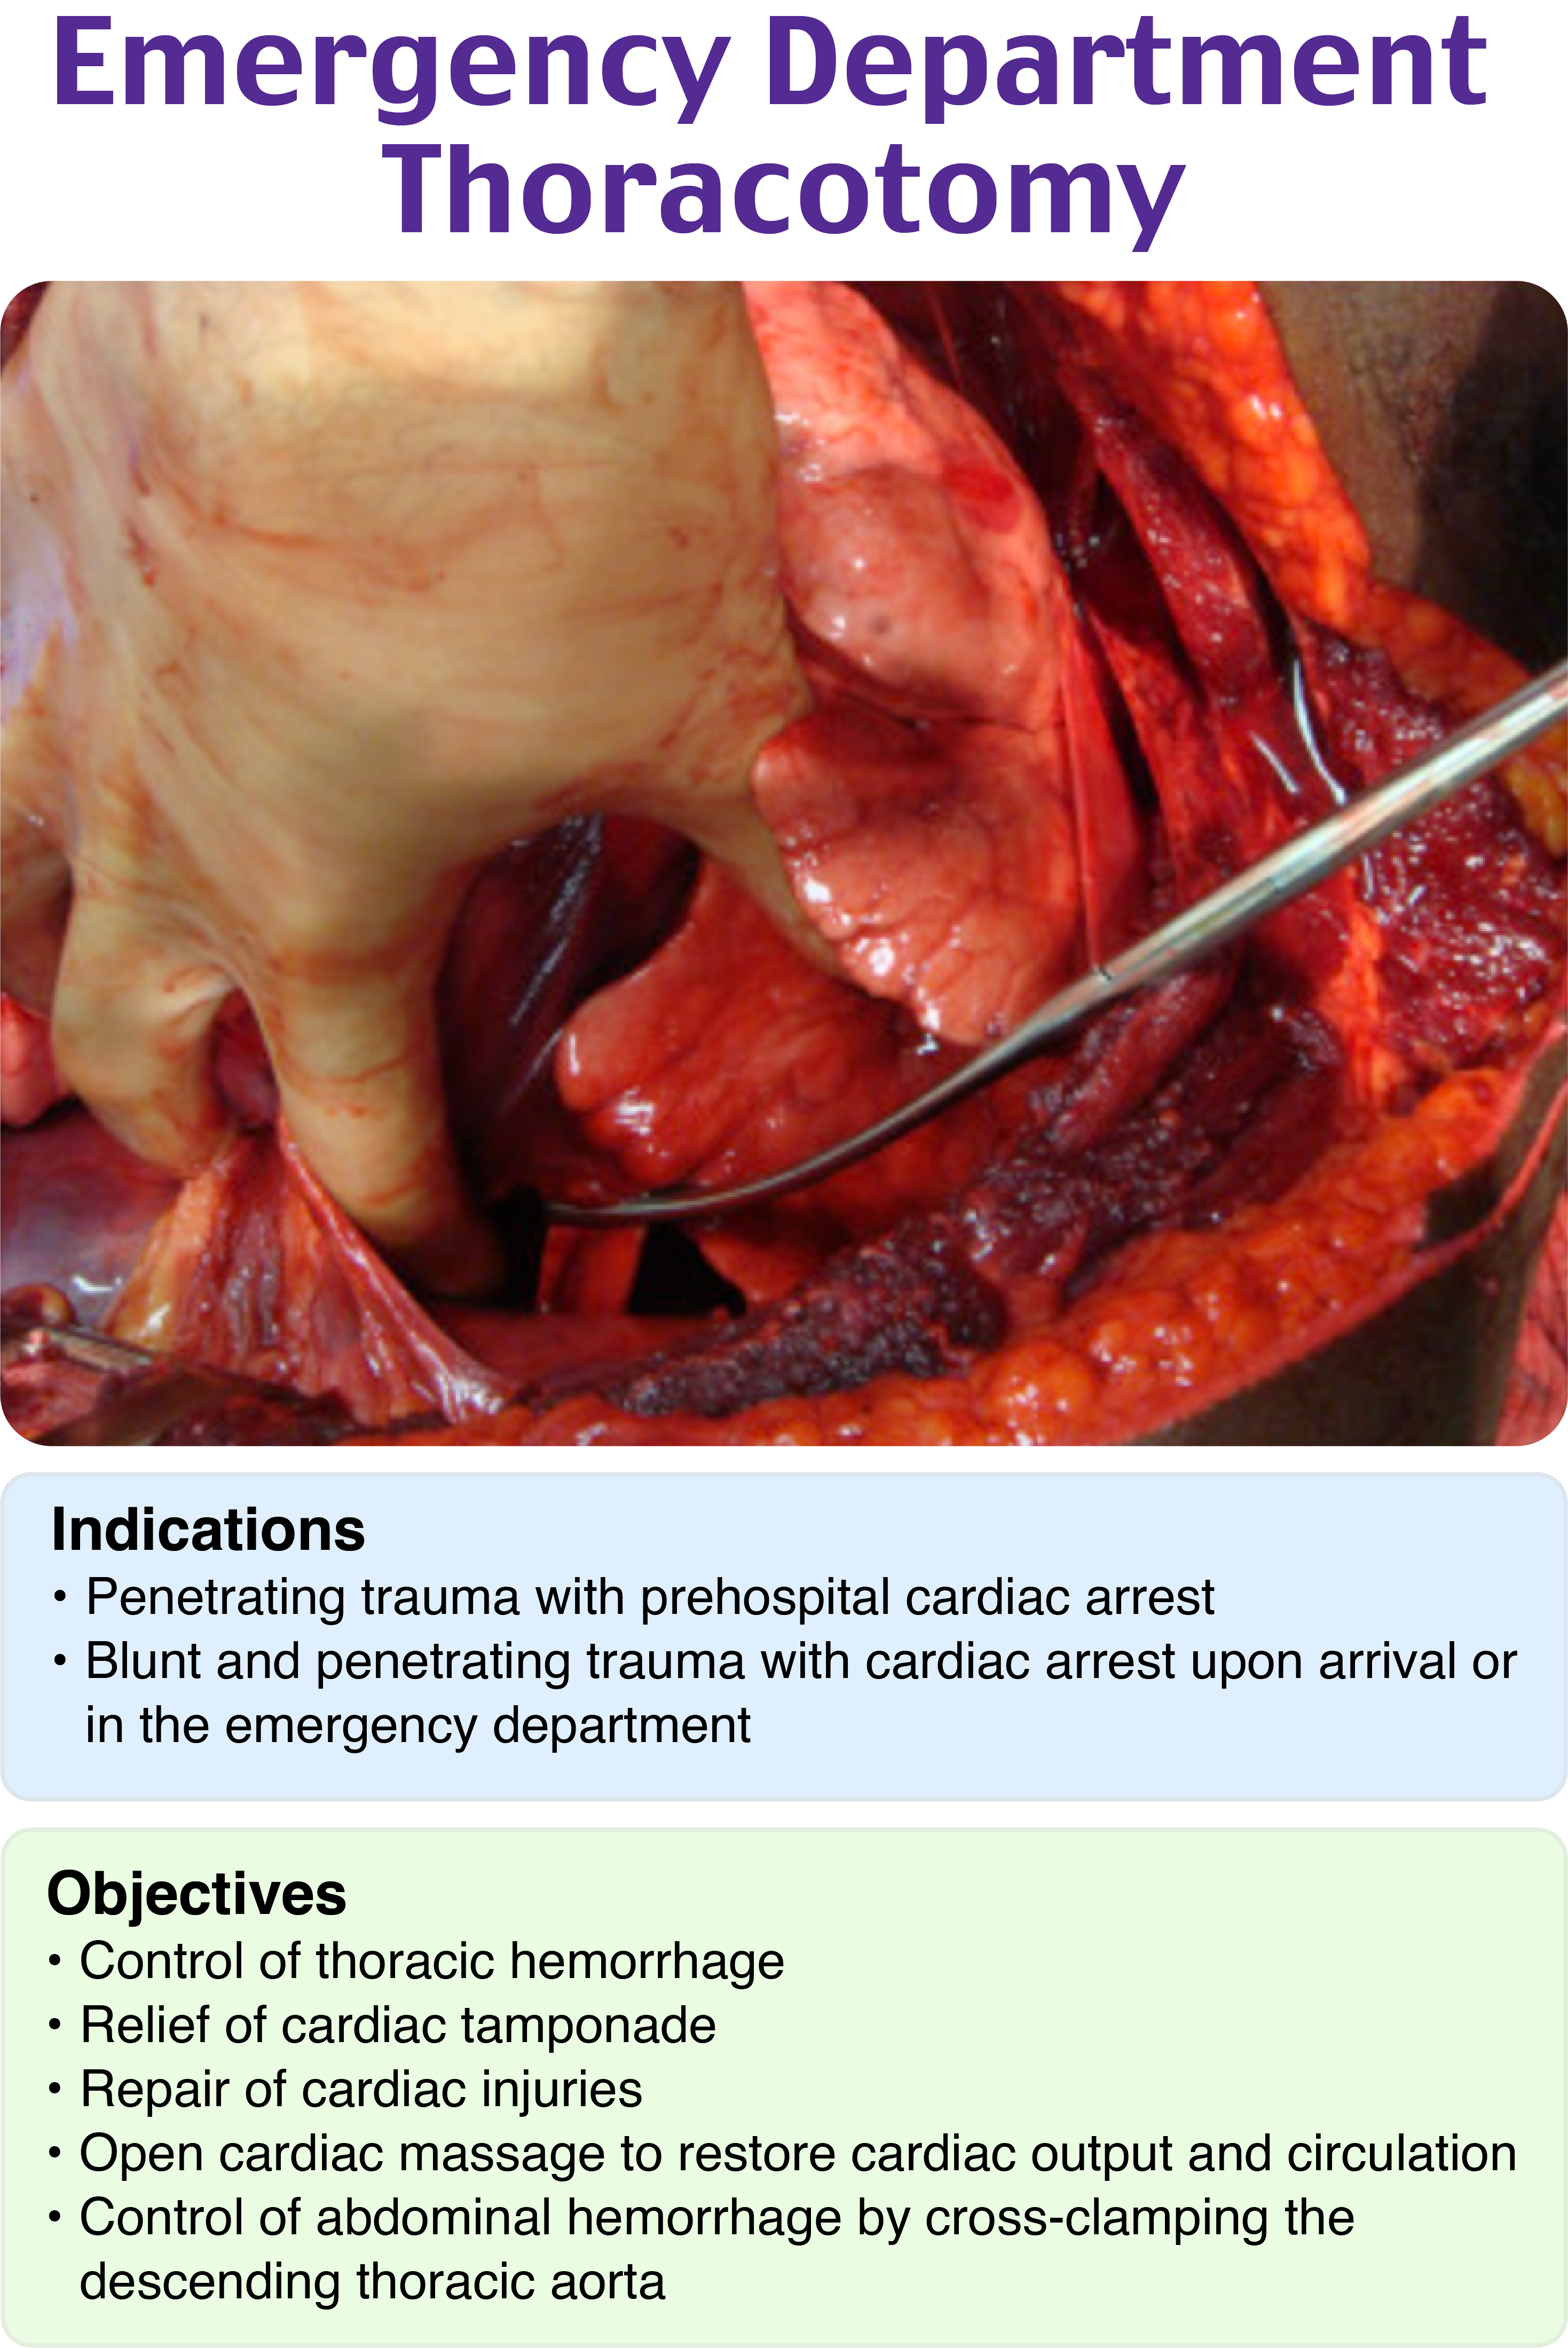 Emergency Department
Thoracotomy
Indications
• Penetrating trauma with prehospital cardiac arrest
• Blunt and penetrating trauma with cardiac arrest upon arrival or
in the emergency department
Objectives
• Control of thoracic hemorrhage
• Relief of cardiac tamponade
• Repair of cardiac injuries
• Open cardiac massage to restore cardiac output and circulation
• Control of abdominal hemorrhage by cross-clamping the
descending thoracic aorta